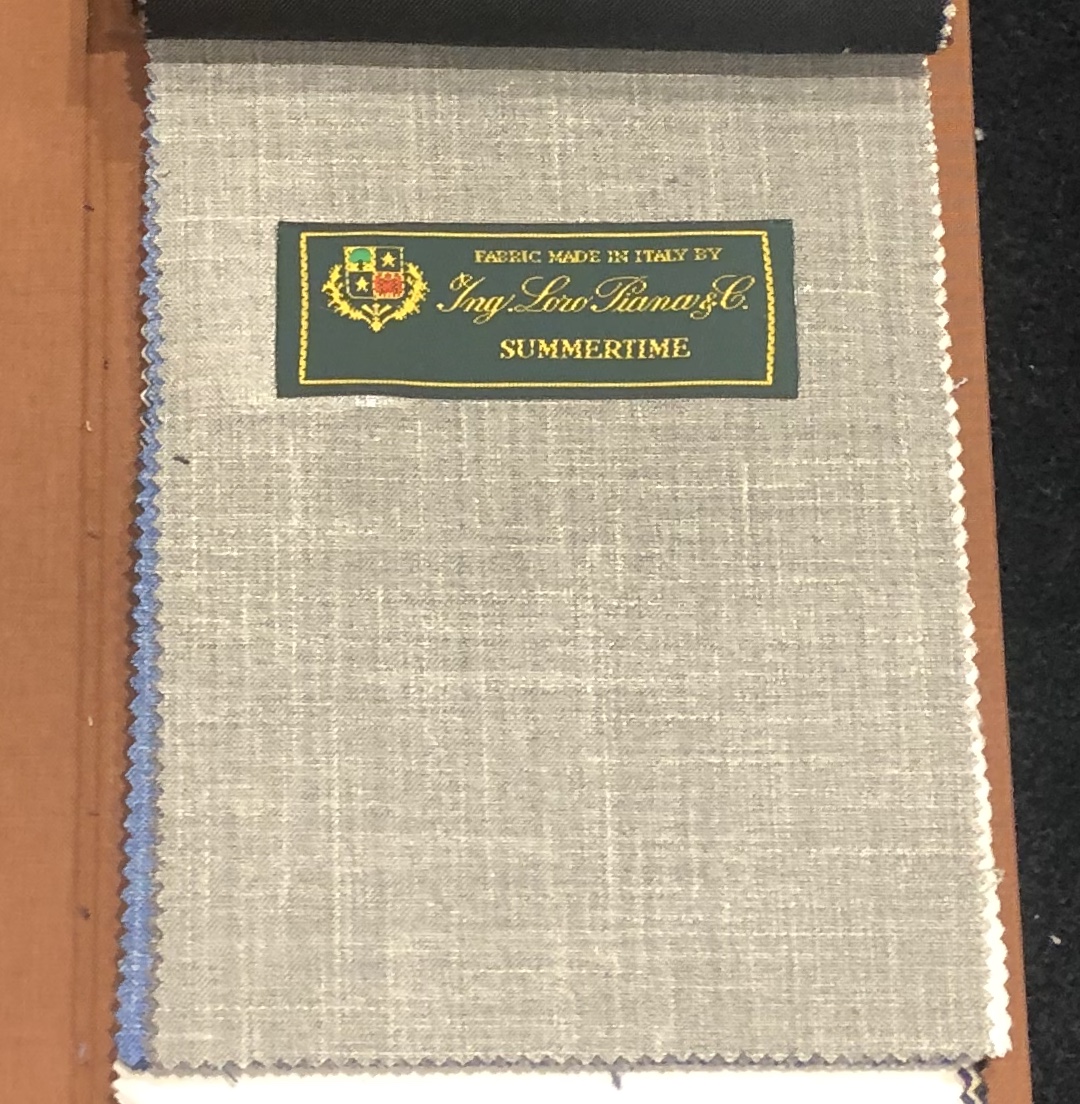 FABRIC MADE IN ITALY BY
Ing. Loro Piana & C.
SUMMERTIME